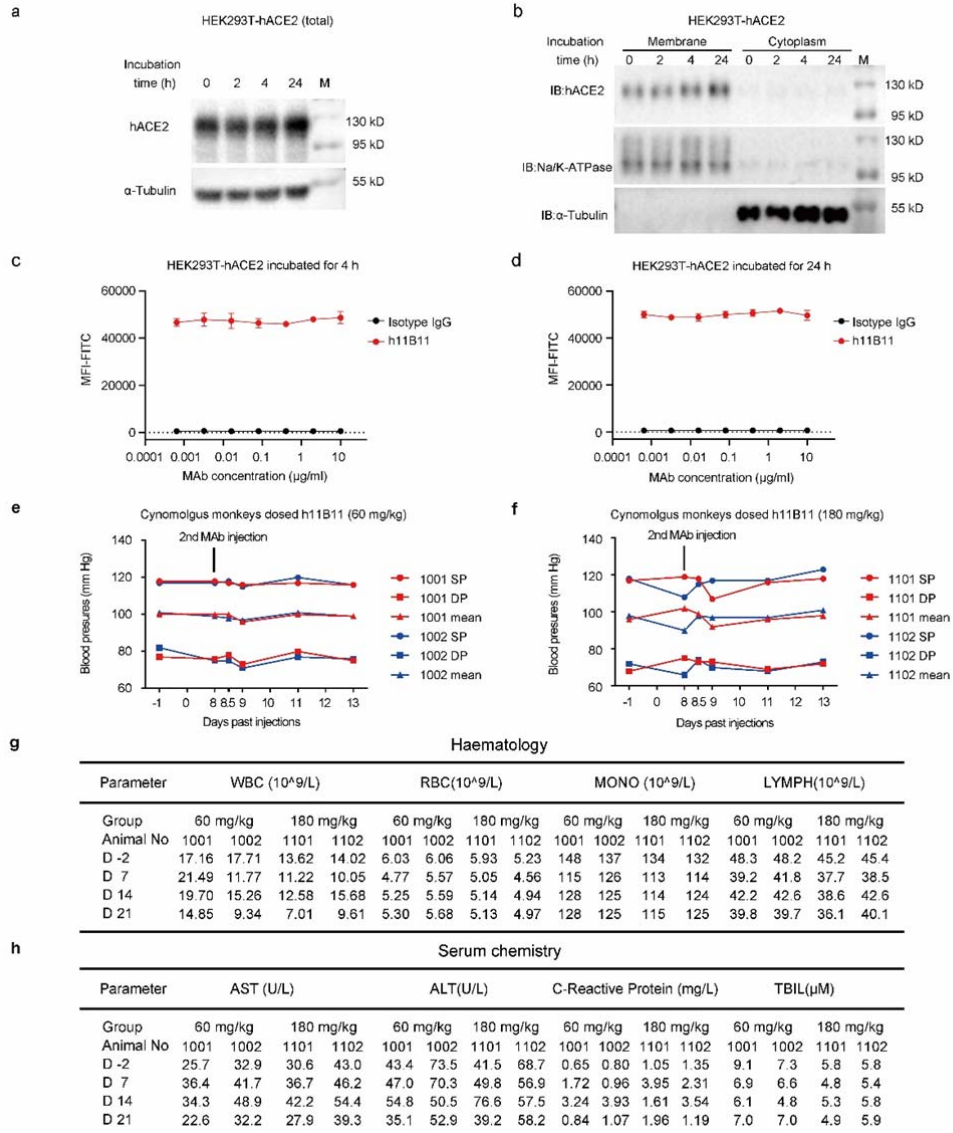 a
HEK293T-hACE2 (total)
Incubation
time (h) 0 2 4 24 M
hACE2
130 kD
95 kD
α-Tubulin
55 kD
b
HEK293T-hACE2
Incubation Membrane Cytoplasm
time (h) 0 2 4 24 0 2 4 24 M
IB:hACE2
130 kD
95 kD
IB:Na/K-ATPase
130 kD
95 kD
IB:α-Tubulin
55 kD
c
HEK293T-hACE2 incubated for 4 h
MFI-FITC
60000
40000
20000
0
0.0001 0.001 0.01 0.1 1 10
MAb concentration (μg/ml)
Isotype IgG
h11B11
d
HEK293T-hACE2 incubated for 24 h
MFI-FITC
60000
40000
20000
0
0.0001 0.001 0.01 0.1 1 10
MAb concentration (μg/ml)
Isotype IgG
h11B11
e
Cynomolgus monkeys dosed h11B11 (60 mg/kg)
2nd MAb injection
Blood presures (mm Hg)
140
120
100
80
60
-1 0 8 8.5 9 10 11 12 13
Days past injections
1001 SP
1001 DP
1001 mean
1002 SP
1002 DP
1002 mean
f
Cynomolgus monkeys dosed h11B11 (180 mg/kg)
2nd MAb injection
Blood presures (mm Hg)
140
120
100
80
60
-1 0 8 8.5 9 10 11 12 13
Days past injections
1101 SP
1101 DP
1101 mean
1102 SP
1102 DP
1102 mean
g
Haematology
Parameter WBC (10^9/L) RBC(10^9/L) MONO (10^9/L) LYMPH(10^9/L)
Group 60 mg/kg 180 mg/kg 60 mg/kg 180 mg/kg 60 mg/kg 180 mg/kg 60 mg/kg 180 mg/kg
Animal No 1001 1002 1101 1102 1001 1002 1101 1102 1001 1002 1101 1102 1001 1002 1101 1102
D -2 17.16 17.71 13.62 14.02 6.03 6.06 5.93 5.23 148 137 134 132 48.3 48.2 45.2 45.4
D 7 21.49 11.77 11.22 10.05 4.77 5.57 5.05 4.56 115 126 113 114 39.2 41.8 37.7 38.5
D 14 19.70 15.26 12.58 15.68 5.25 5.59 5.14 4.94 128 125 114 124 42.2 42.6 38.6 42.6
D 21 14.85 9.34 7.01 9.61 5.30 5.68 5.13 4.97 128 125 115 125 39.8 39.7 36.1 40.1
h
Serum chemistry
Parameter AST (U/L) ALT(U/L) C-Reactive Protein (mg/L) TBIL(μM)
Group 60 mg/kg 180 mg/kg 60 mg/kg 180 mg/kg 60 mg/kg 180 mg/kg 60 mg/kg 180 mg/kg
Animal No 1001 1002 1101 1102 1001 1002 1101 1102 1001 1002 1101 1102 1001 1002 1101 1102
D -2 25.7 32.9 30.6 43.0 43.4 73.5 41.5 68.7 0.65 0.80 1.05 1.35 9.1 7.3 5.8 5.8
D 7 36.4 41.7 36.7 46.2 47.0 70.3 49.8 56.9 1.72 0.96 3.95 2.31 6.9 6.6 4.8 5.4
D 14 34.3 48.9 42.2 54.4 54.8 50.5 76.6 57.5 3.24 3.93 1.61 3.54 6.1 4.8 5.3 5.8
D 21 22.6 32.2 27.9 39.3 35.1 52.9 39.2 58.2 0.84 1.07 1.96 1.19 7.0 7.0 4.9 5.9